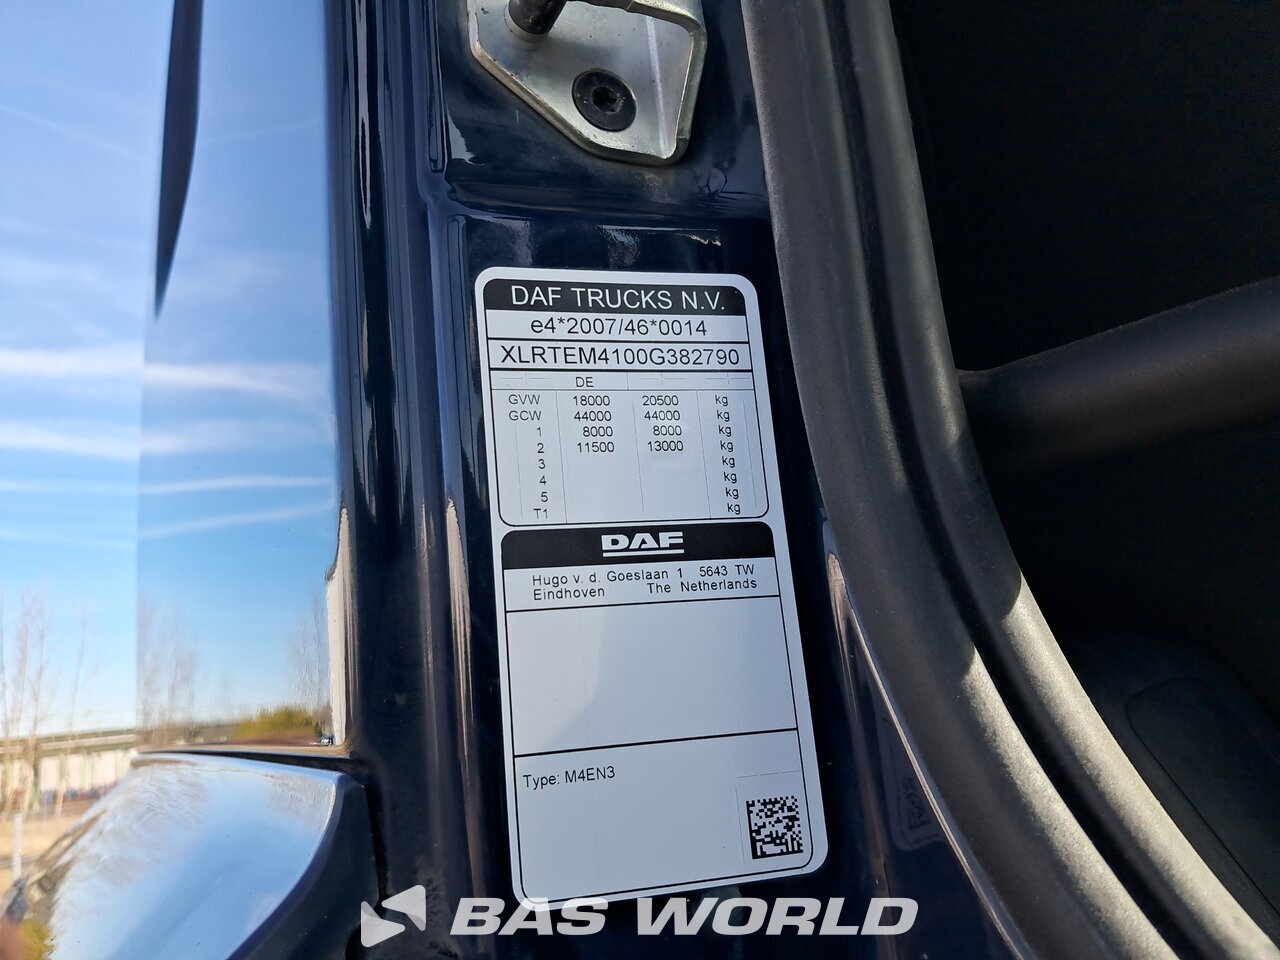 DAF TRUCKS N.V.
e4*2007/46*0014
XLRTEM4100G382790
DE
GVW 18000 20500 kg
GCW 44000 44000 kg
1 8000 8000 kg
2 11500 13000 kg
3 kg
4 kg
5 kg
T1 kg
DAF
Hugo v. d. Goeslaan 1 5643 TW
Eindhoven The Netherlands
Type: M4EN3
BAS WORLD